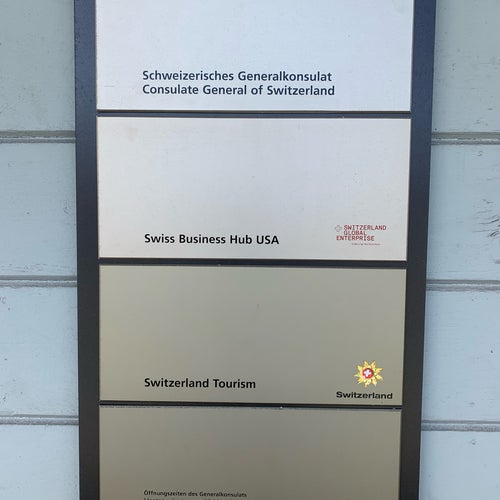 Schweizerisches Generalkonsulat
Consulate General of Switzerland
Swiss Business Hub USA
SWITZERLAND
GLOBAL
ENTERPRISE
Switzerland Tourism
Switzerland.
Öffnungszeiten des Generalkonsulats